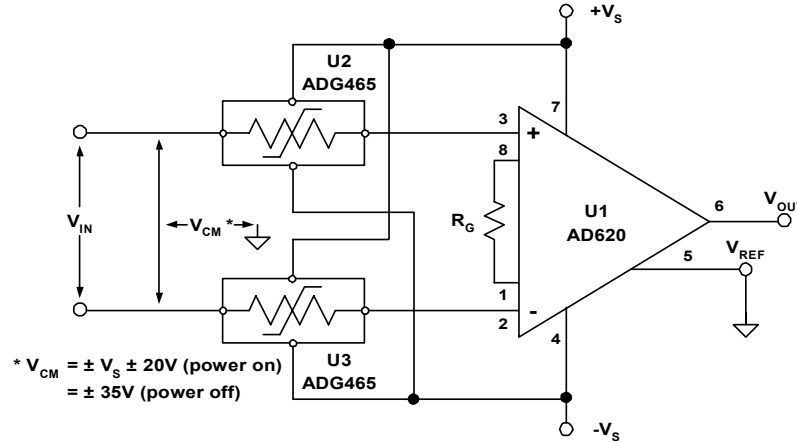 +VS
U2
ADG465
7
3
+
8
VIN
VCM *
RG
U1
AD620
6
VOUT
VREF
5
1
-
2
4
U3
ADG465
* VCM = ± VS ± 20V (power on)
= ± 35V (power off)
-VS